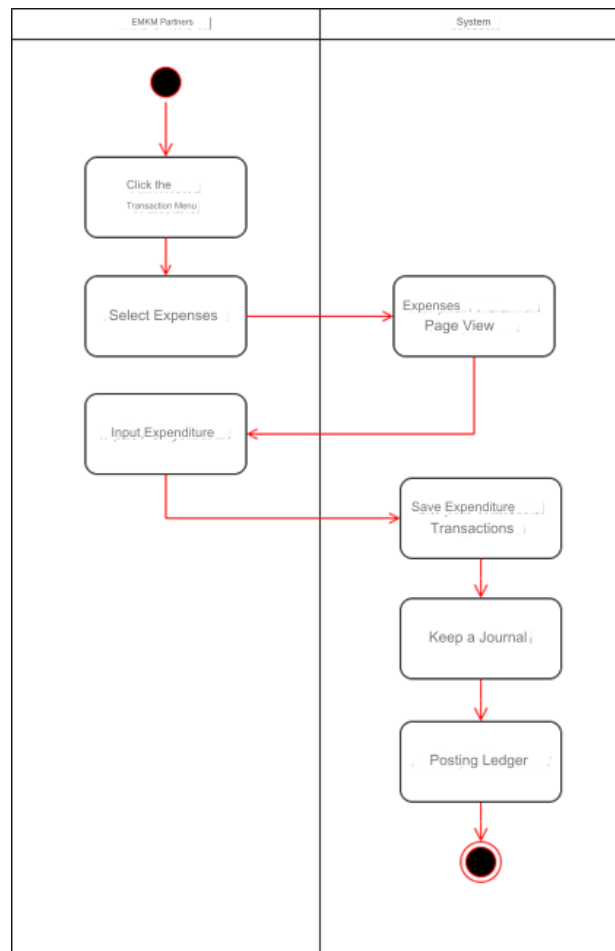 EMKM Partners
System
Click the
Transaction Menu
Select Expenses
Expenses
Page View
Input Expenditure
Save Expenditure
Transactions
Keep a Journal
Posting Ledger